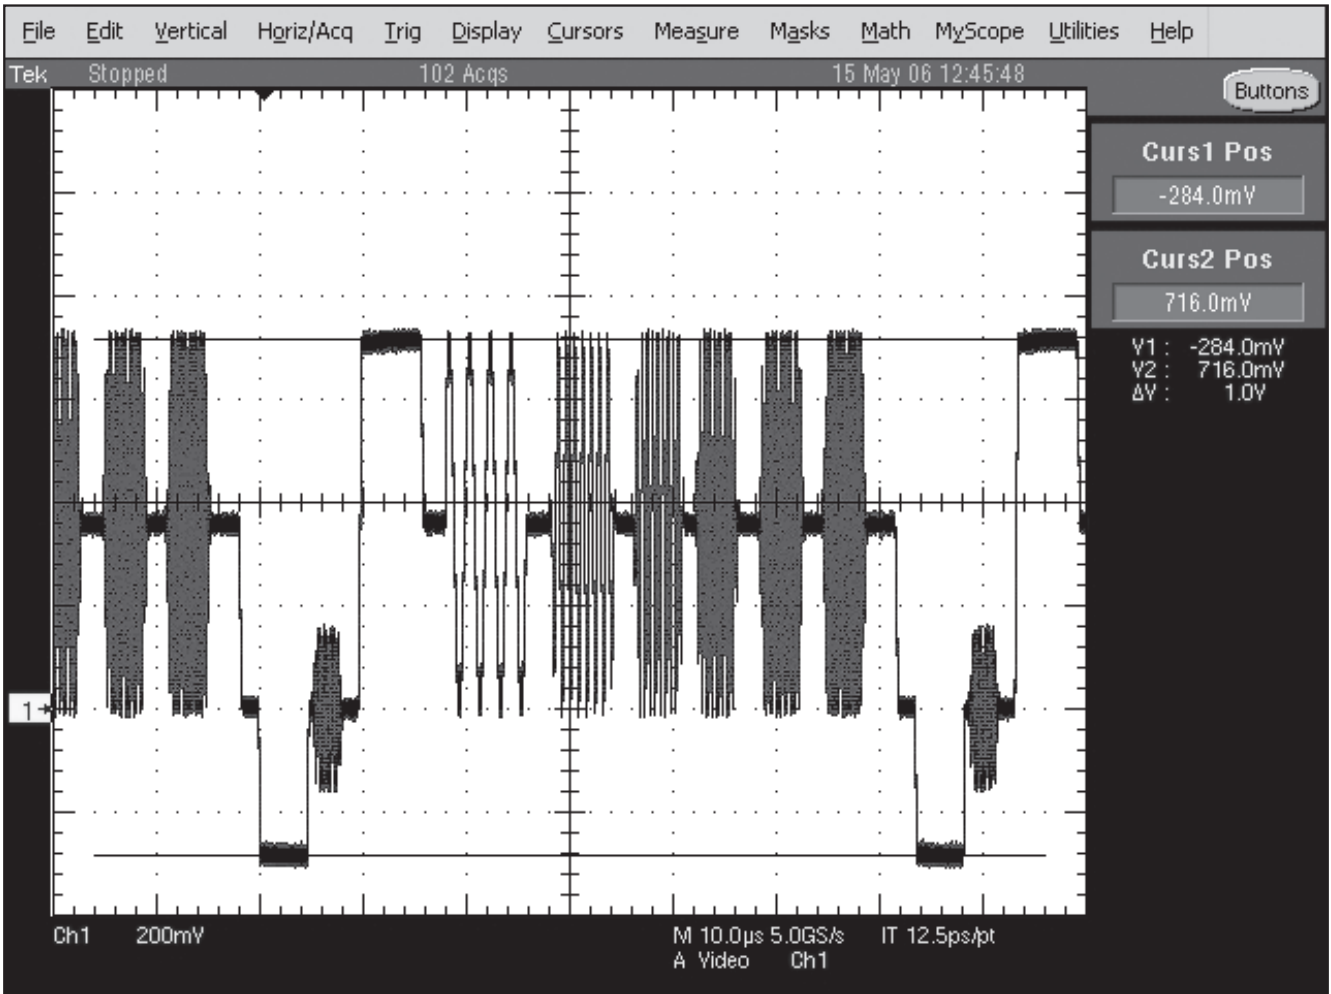 File Edit Vertical Horiz/Acq Trig Display Cursors Measure Masks Math MyScope Utilities Help
Tek Stopped 102 Acqs 15 May 06 12:45:48
Buttons
Curs1 Pos
-284.0mV
Curs2 Pos
716.0mV
V1 : -284.0mV
V2 : 716.0mV
ΔV : 1.0V
1
Ch1 200mV M 10.0µs 5.0GS/s IT 12.5ps/pt
A Video Ch1